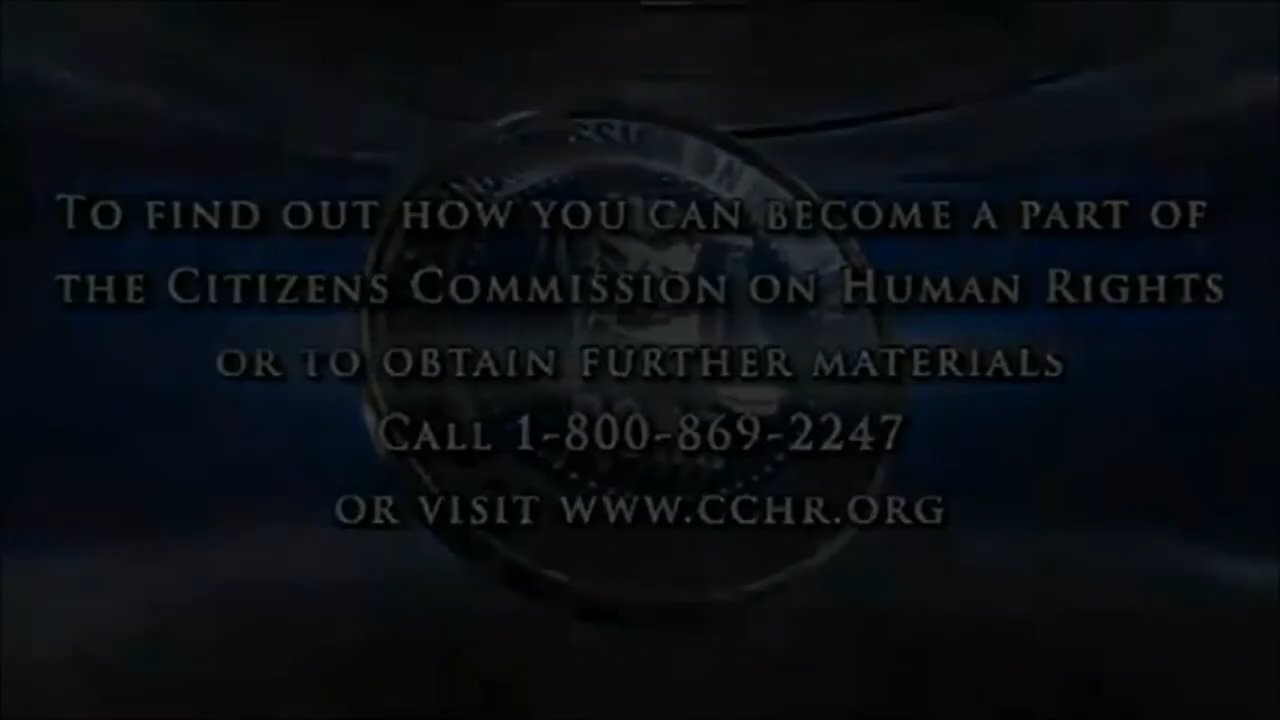 To find out how you can become a part of
the Citizens Commission on Human Rights
or to obtain further materials
Call 1-800-869-2247
or visit www.cchr.org